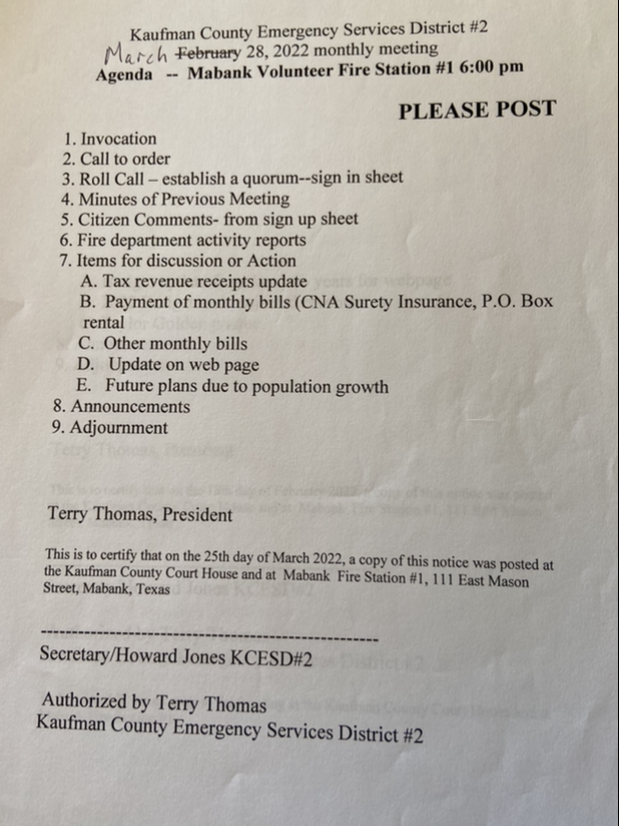 Kaufman County Emergency Services District #2
March February 28, 2022 monthly meeting
Agenda -- Mabank Volunteer Fire Station #1 6:00 pm
PLEASE POST
1. Invocation
2. Call to order
3. Roll Call – establish a quorum--sign in sheet
4. Minutes of Previous Meeting
5. Citizen Comments- from sign up sheet
6. Fire department activity reports
7. Items for discussion or Action
A. Tax revenue receipts update
B. Payment of monthly bills (CNA Surety Insurance, P.O. Box
rental
C. Other monthly bills
D. Update on web page
E. Future plans due to population growth
8. Announcements
9. Adjournment
Terry Thomas, President
This is to certify that on the 25th day of March 2022, a copy of this notice was posted at
the Kaufman County Court House and at Mabank Fire Station #1, 111 East Mason
Street, Mabank, Texas
Secretary/Howard Jones KCESD#2
Authorized by Terry Thomas
Kaufman County Emergency Services District #2